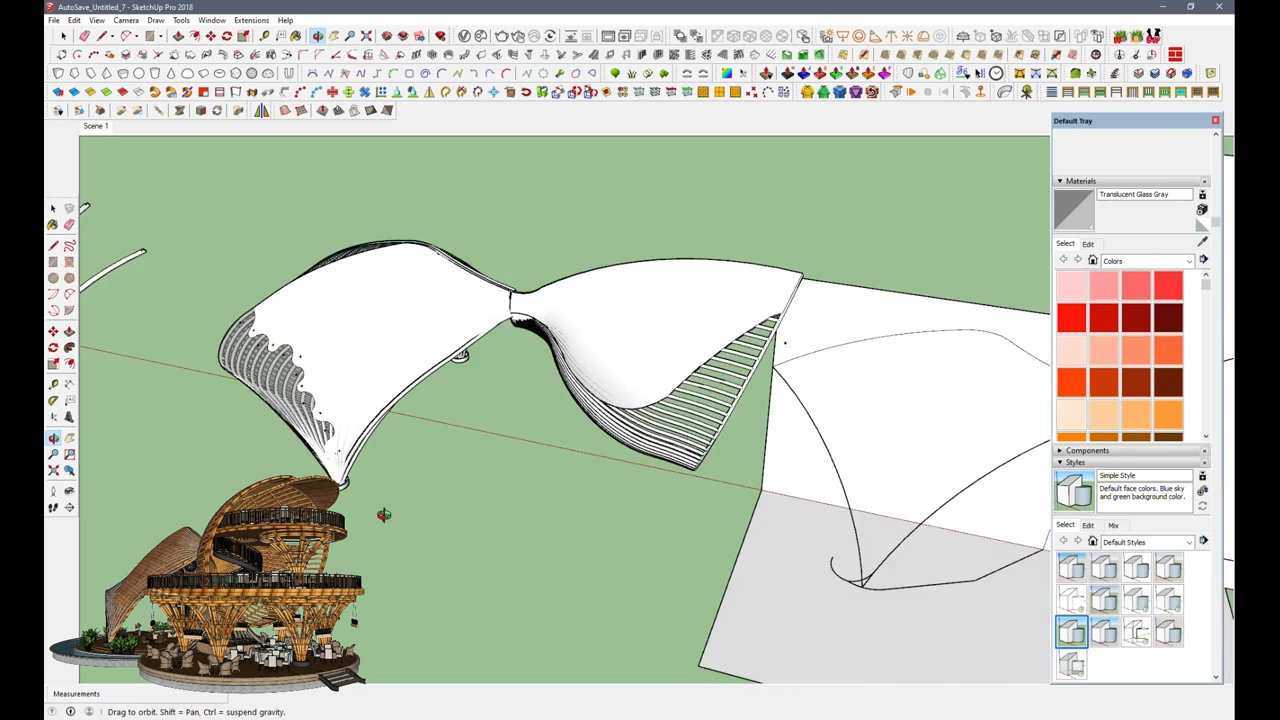 AutoSave_Untitled_7 - SketchUp Pro 2018
File Edit View Camera Draw Tools Window Extensions Help
Scene 1
Default Tray
Materials
Translucent Glass Gray
Select Edit
Colors
Components
Styles
Simple Style
Default face colors. Blue sky
and green background color.
Select Edit Mix
Default Styles
Measurements
Drag to orbit. Shift = Pan, Ctrl = suspend gravity.